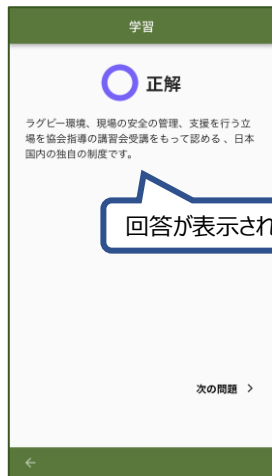 学習
正解
ラグビー環境、現場の安全の管理、支援を行う立
場を協会指導の講習会受講をもって認める 、日本
国内の独自の制度です。
回答が表示され
次の問題 >
←